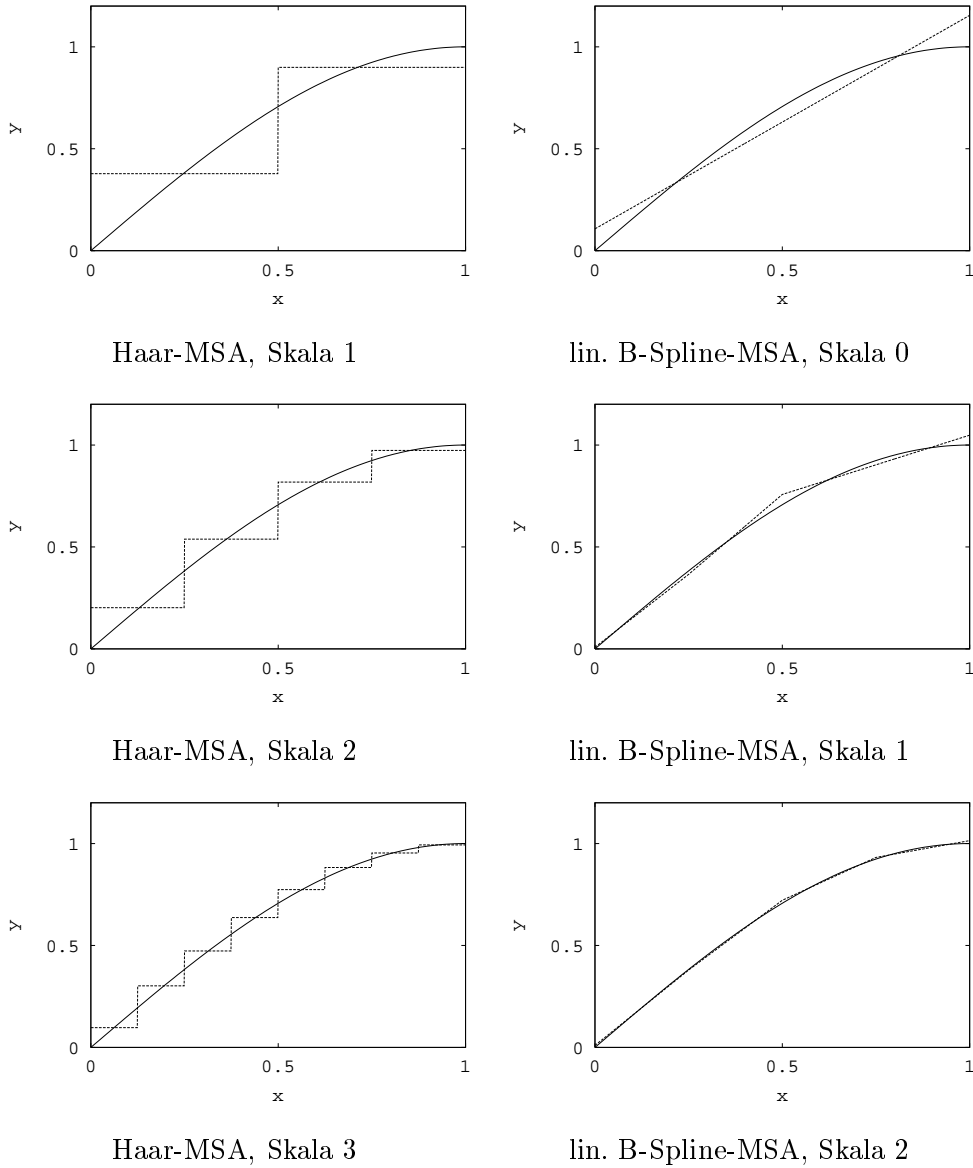 1
0.5
0
y
0
0.5
1
x
Haar-MSA, Skala 1
1
0.5
0
y
0
0.5
1
x
lin. B-Spline-MSA, Skala 0
1
0.5
0
y
0
0.5
1
x
Haar-MSA, Skala 2
1
0.5
0
y
0
0.5
1
x
lin. B-Spline-MSA, Skala 1
1
0.5
0
y
0
0.5
1
x
Haar-MSA, Skala 3
1
0.5
0
y
0
0.5
1
x
lin. B-Spline-MSA, Skala 2